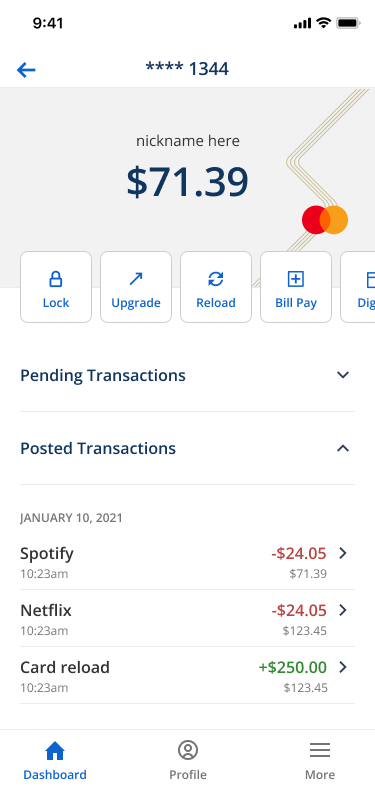 9:41
**** 1344
nickname here
$71.39
Lock
Upgrade
Reload
Bill Pay
Dig
Pending Transactions
Posted Transactions
JANUARY 10, 2021
Spotify -$24.05
10:23am $71.39
Netflix -$24.05
10:23am $123.45
Card reload +$250.00
10:23am $123.45
Dashboard
Profile
More